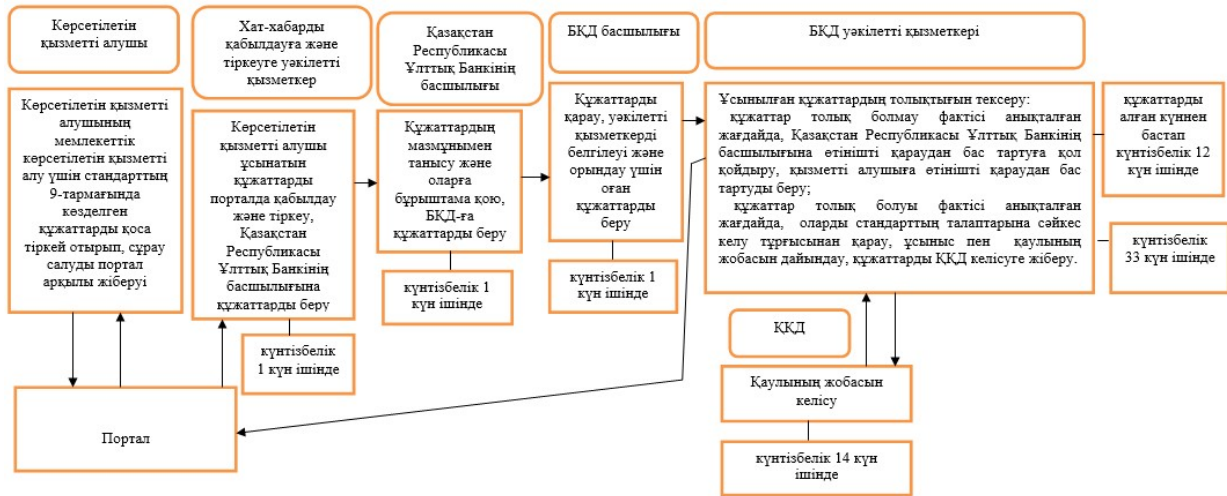 Көрсетілетін
қызметті алушы
Хат-хабарды
қабылдауға және
тіркеуге уәкілетті
қызметкер
Қазақстан
Республикасы
Ұлттық Банкінің
басшылығы
БҚД басшылығы
БҚД уәкілетті қызметкері
Көрсетілетін қызметті
алушының
мемлекеттік
көрсетілетін қызметті
алу үшін стандарттың
9-тармағында
көзделген
құжаттарды қоса
тіркей отырып, сұрау
салуды портал
арқылы жіберуі
Көрсетілетін
қызметті алушы
ұсынатын
құжаттарды
порталда қабылдау
және тіркеу,
Қазақстан
Республикасы
Ұлттық Банкінің
басшылығына
құжаттарды беру
күнтізбелік
1 күн ішінде
Құжаттардың
мазмұнымен
танысу және
оларға
бұрыштама қою,
БҚД-ға
құжаттарды беру
күнтізбелік 1
күн ішінде
Құжаттарды
қарау, уәкілетті
қызметкерді
белгілеуі және
орындау үшін
оған
құжаттарды
беру
күнтізбелік 1
күн ішінде
Ұсынылған құжаттардың толықтығын тексеру:
құжаттар толық болмау фактісі анықталған
жағдайда, Қазақстан Республикасы Ұлттық Банкінің
басшылығына өтінішті қараудан бас тартуға қол
қойдыру, қызметті алушыға өтінішті қараудан бас
тартуды беру;
құжаттар толық болуы фактісі анықталған
жағдайда, оларды стандарттың талаптарына сәйкес
келу тұрғысынан қарау, ұсыныс пен қаулының
жобасын дайындау, құжаттарды ҚҚД келісуге жіберу.
құжаттарды
алған күннен
бастап
күнтізбелік 12
күн ішінде
күнтізбелік
33 күн ішінде
ҚҚД
Қаулының жобасын
келісу
күнтізбелік 14 күн
ішінде
Портал